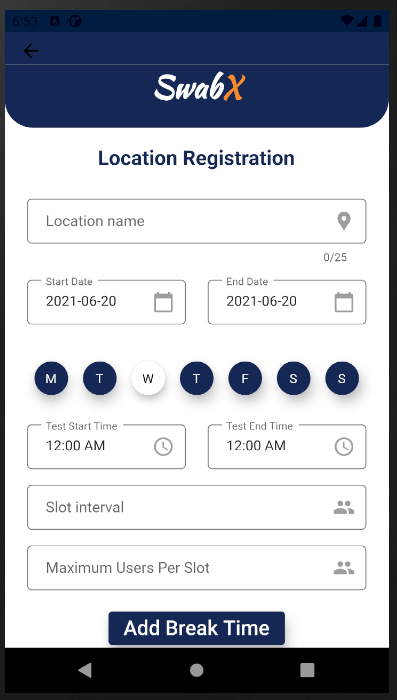 6:53
SwabX
Location Registration
Location name
0/25
Start Date End Date
2021-06-20 2021-06-20
M T W T F S S
Test Start Time Test End Time
12:00 AM 12:00 AM
Slot interval
Maximum Users Per Slot
Add Break Time